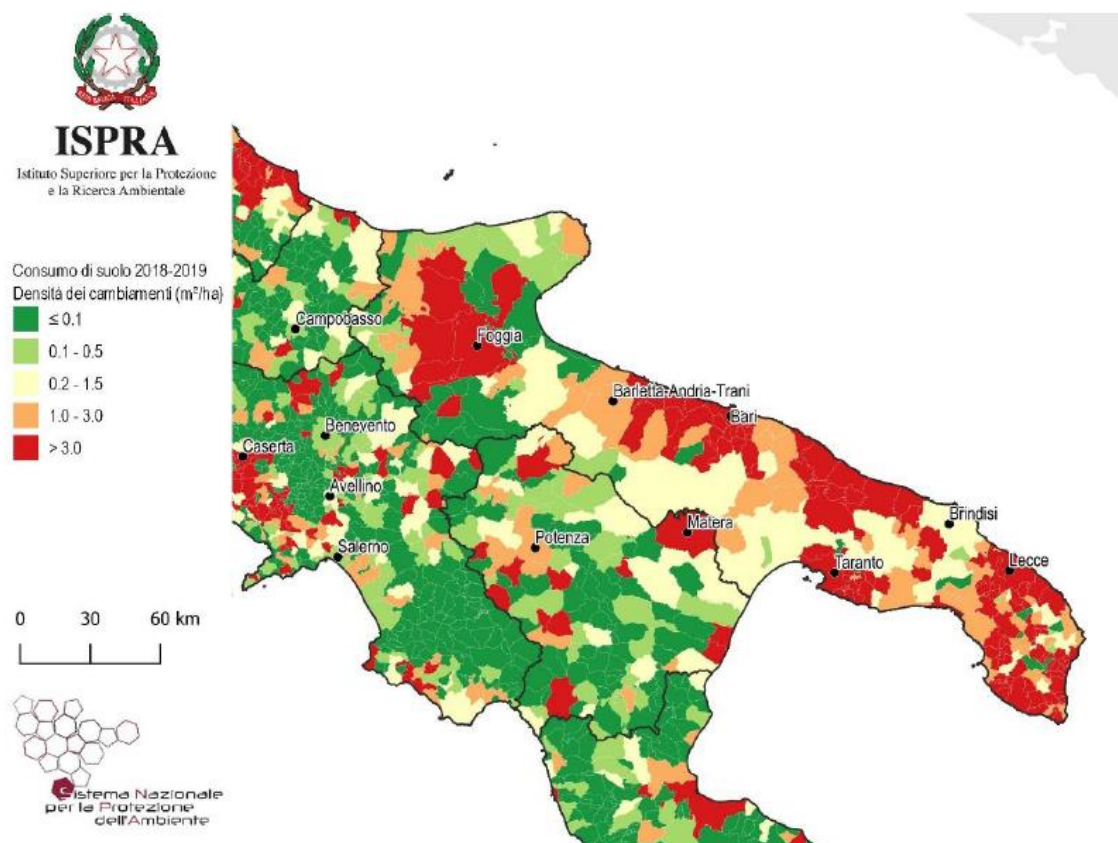 REPVBBLICA ITALIANA
ISPRA
Istituto Superiore per la Protezione
e la Ricerca Ambientale
Consumo di suolo 2018-2019
Densità dei cambiamenti (m²/ha)
≤ 0.1
0.1 - 0.5
0.2 - 1.5
1.0 - 3.0
> 3.0
Campobasso
Foggia
Barletta-Andria-Trani
Bari
Benevento
Caserta
Avellino
Matera
Brindisi
Salerno
Potenza
Taranto
Lecce
0 30 60 km
Sistema Nazionale
per la Protezione
dell'Ambiente